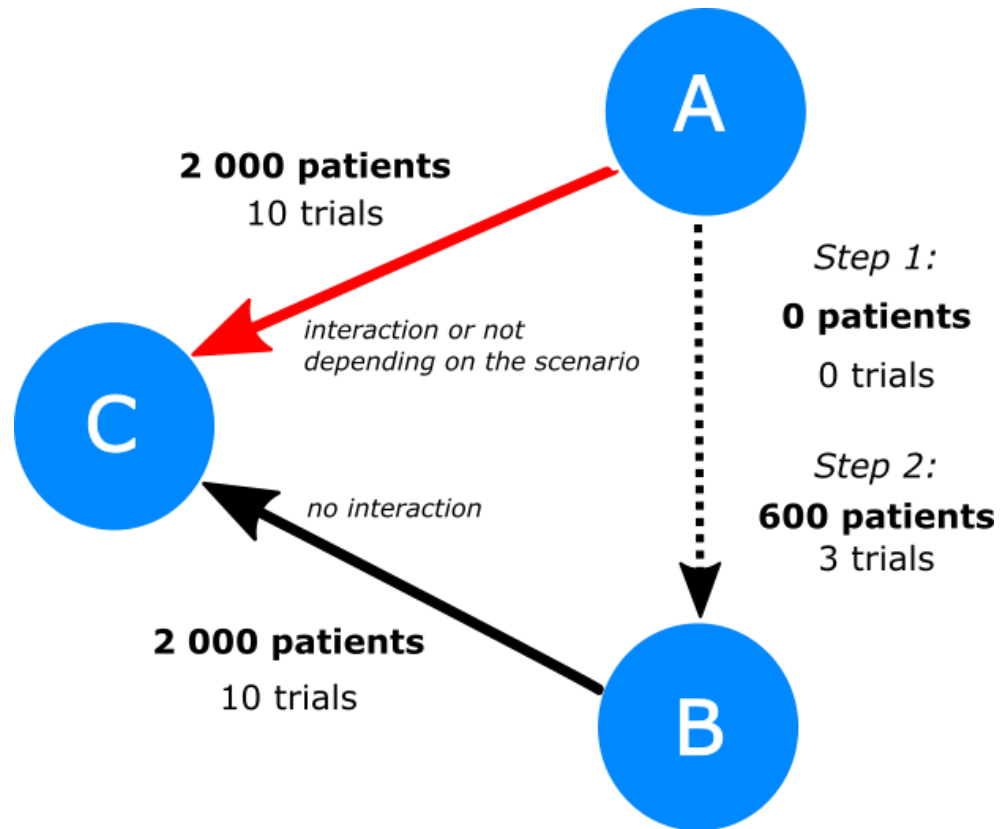 A
2 000 patients
10 trials
Step 1:
0 patients
0 trials
interaction or not
depending on the scenario
C
Step 2:
600 patients
3 trials
no interaction
2 000 patients
10 trials
B